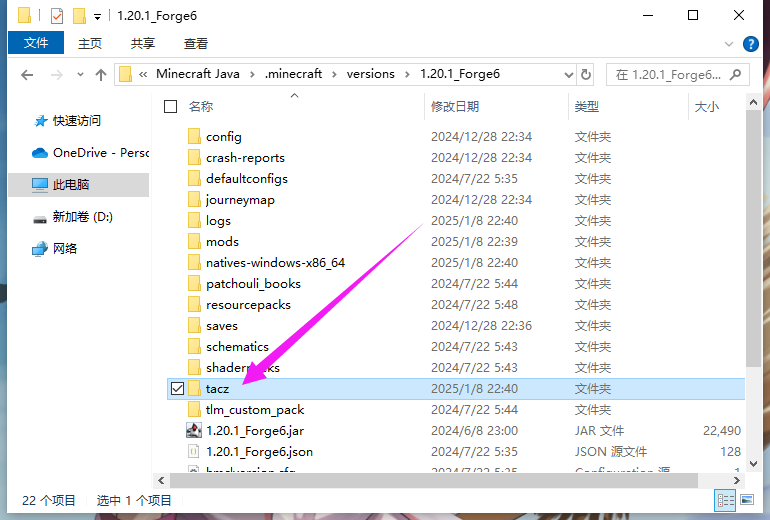 1.20.1_Forge6
文件 主页 共享 查看
« Minecraft Java › .minecraft › versions › 1.20.1_Forge6 在 1.20.1_Forge6...
名称 修改日期 类型 大小
快速访问
OneDrive - Persc
此电脑
新加卷 (D:)
网络
config 2024/12/28 22:34 文件夹
crash-reports 2024/12/28 22:34 文件夹
defaultconfigs 2024/7/22 5:35 文件夹
journeymap 2024/12/28 22:34 文件夹
logs 2025/1/8 22:40 文件夹
mods 2025/1/8 22:39 文件夹
natives-windows-x86_64 2025/1/8 22:40 文件夹
patchouli_books 2024/7/22 5:44 文件夹
resourcepacks 2024/7/22 5:48 文件夹
saves 2024/12/28 22:36 文件夹
schematics 2024/7/22 5:43 文件夹
2024/7/22 5:43 文件夹
tacz 2025/1/8 22:40 文件夹
tlm_custom_pack 2024/7/22 5:44 文件夹
1.20.1_Forge6.jar 2024/6/8 23:00 JAR 文件 22,490
1.20.1_Forge6.json 2024/7/22 5:35 JSON 源文件 128
22 个项目 选中 1 个项目